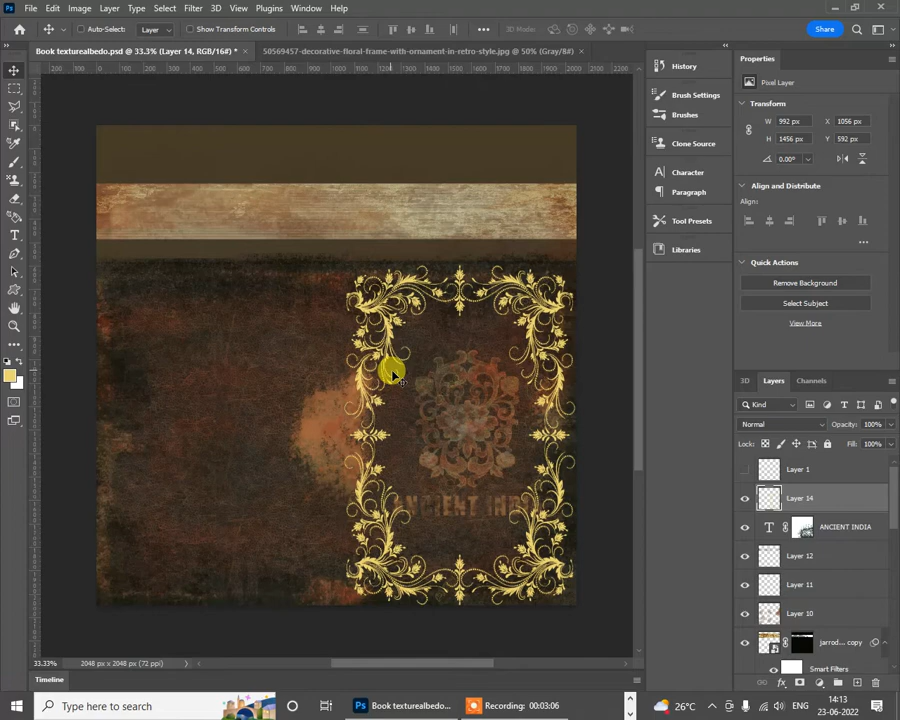 File Edit Image Layer Type Select Filter 3D View Plugins Window Help
Auto-Select: Layer Show Transform Controls 3D Mode: Share
Book texturealbedo.psd @ 33.3% (Layer 14, RGB/16#) * × 50569457-decorative-floral-frame-with-ornament-in-retro-style.jpg @ 50% (Gray/8#) ×
History
Brush Settings
Brushes
Clone Source
Character
Paragraph
Tool Presets
Libraries
Properties
Pixel Layer
Transform
W 992 px X 1056 px
H 1456 px Y 592 px
0.00°
Align and Distribute
Align:
Quick Actions
Remove Background
Select Subject
View More
3D Layers Channels
Kind
Normal Opacity: 100%
Lock: Fill: 100%
Layer 1
Layer 14
ANCIENT INDIA
Layer 12
Layer 11
Layer 10
jarrod... copy
Smart Filters
ANCIENT INDIA
33.33% 2048 px x 2048 px (72 ppi)
Timeline
Type here to search
Book texturealbedo...
Recording: 00:03:06
26°C
ENG
14:13
23-06-2022